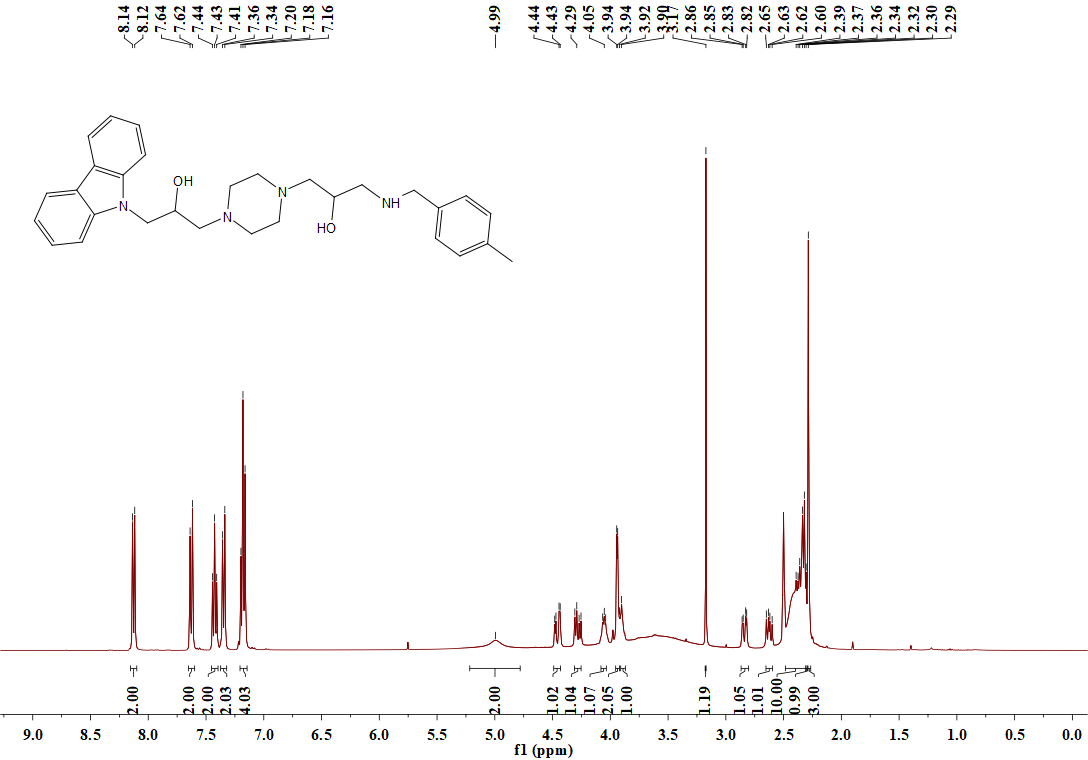 8.14 8.12 7.64 7.62 7.44 7.43 7.41 7.36 7.34 7.20 7.18 7.16 4.99 4.44 4.43 4.29 4.05 3.94 3.94 3.92 3.90 3.17 2.86 2.85 2.83 2.82 2.65 2.63 2.62 2.60 2.39 2.37 2.36 2.34 2.32 2.30 2.29
OH
N
N
N
NH
HO
2.00 2.00 2.00 2.03 4.03 2.00 1.02 1.04 1.07 2.05 1.00 1.19 1.05 1.01 10.00 0.99 3.00
9.0 8.5 8.0 7.5 7.0 6.5 6.0 5.5 5.0 4.5 4.0 3.5 3.0 2.5 2.0 1.5 1.0 0.5 0.0
f1 (ppm)